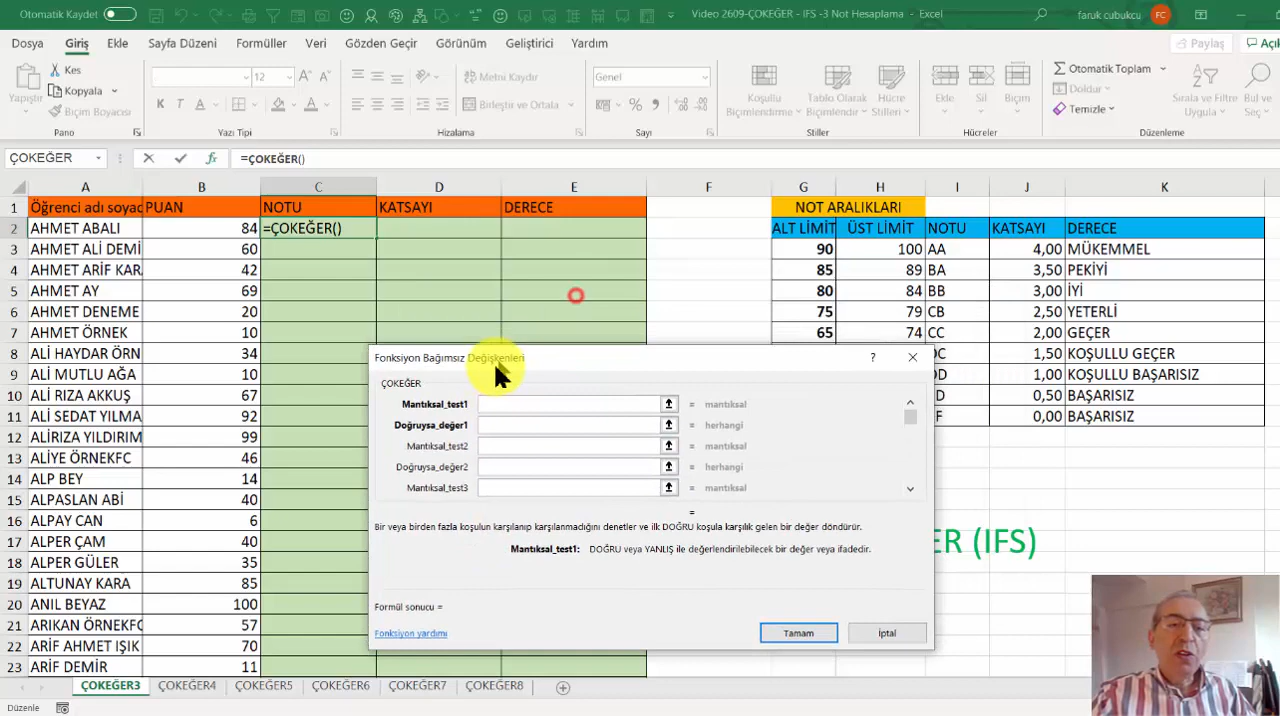 Otomatik Kaydet
Video 2609-ÇOKEĞER - IFS -3 Not Hesaplama - Excel
faruk cubukcu
FC
Dosya Giriş Ekle Sayfa Düzeni Formüller Veri Gözden Geçir Görünüm Geliştirici Yardım
Paylaş
Yapıştır
Kes
Kopyala
Biçim Boyacısı
12
K T A
Metni Kaydır
Birleştir ve Ortala
Genel
Koşullu Biçimlendirme
Tablo Olarak Biçimlendir
Hücre Stilleri
Ekle Sil Biçim
Otomatik Toplam
Doldur
Temizle
Sırala ve Filtre Uygula
Pano Yazı Tipi Hizalama Sayı Stiller Hücreler Düzenleme
ÇOKEĞER
fx
=ÇOKEĞER()
A B C D E F G H I J K
1 Öğrenci adı soyad PUAN NOTU KATSAYI DERECE NOT ARALIKLARI
2 AHMET ABALI 84 =ÇOKEĞER() ALT LİMİT ÜST LİMİT NOTU KATSAYI DERECE
3 AHMET ALİ DEMİ 60 90 100 AA 4,00 MÜKEMMEL
4 AHMET ARİF KAR 42 85 89 BA 3,50 PEKİYİ
5 AHMET AY 69 80 84 BB 3,00 İYİ
6 AHMET DENEME 20 75 79 CB 2,50 YETERLİ
7 AHMET ÖRNEK 10 65 74 CC 2,00 GEÇER
8 ALİ HAYDAR ÖRN 34 1,50 KOŞULLU GEÇER
9 ALİ MUTLU AĞA 10 1,00 KOŞULLU BAŞARISIZ
10 ALİ RIZA AKKUŞ 67 0,50 BAŞARISIZ
11 ALİ SEDAT YILMA 92 0,00 BAŞARISIZ
12 ALİRIZA YILDIRIM 99
13 ALİYE ÖRNEKFC 46
14 ALP BEY 14
15 ALPASLAN ABİ 40
16 ALPAY CAN 6
17 ALPER ÇAM 40
18 ALPER GÜLER 35
19 ALTUNAY KARA 85
20 ANIL BEYAZ 100
21 ARIKAN ÖRNEKFC 57
22 ARİF AHMET IŞIK 70
23 ARİF DEMİR 11
ER (IFS)
Fonksiyon Bağımsız Değişkenleri
?
ÇOKEĞER
Mantıksal_test1 = mantıksal
Doğruysa_değer1 = herhangi
Mantıksal_test2 = mantıksal
Doğruysa_değer2 = herhangi
Mantıksal_test3 = mantıksal
=
Bir veya birden fazla koşulun karşılanıp karşılanmadığını denetler ve ilk DOĞRU koşula karşılık gelen bir değer döndürür.
Mantıksal_test1: DOĞRU veya YANLIŞ ile değerlendirilebilecek bir değer veya ifadedir.
Formül sonucu =
Fonksiyon yardımı
Tamam
İptal
ÇOKEĞER3 ÇOKEĞER4 ÇOKEĞER5 ÇOKEĞER6 ÇOKEĞER7 ÇOKEĞER8
Düzenle